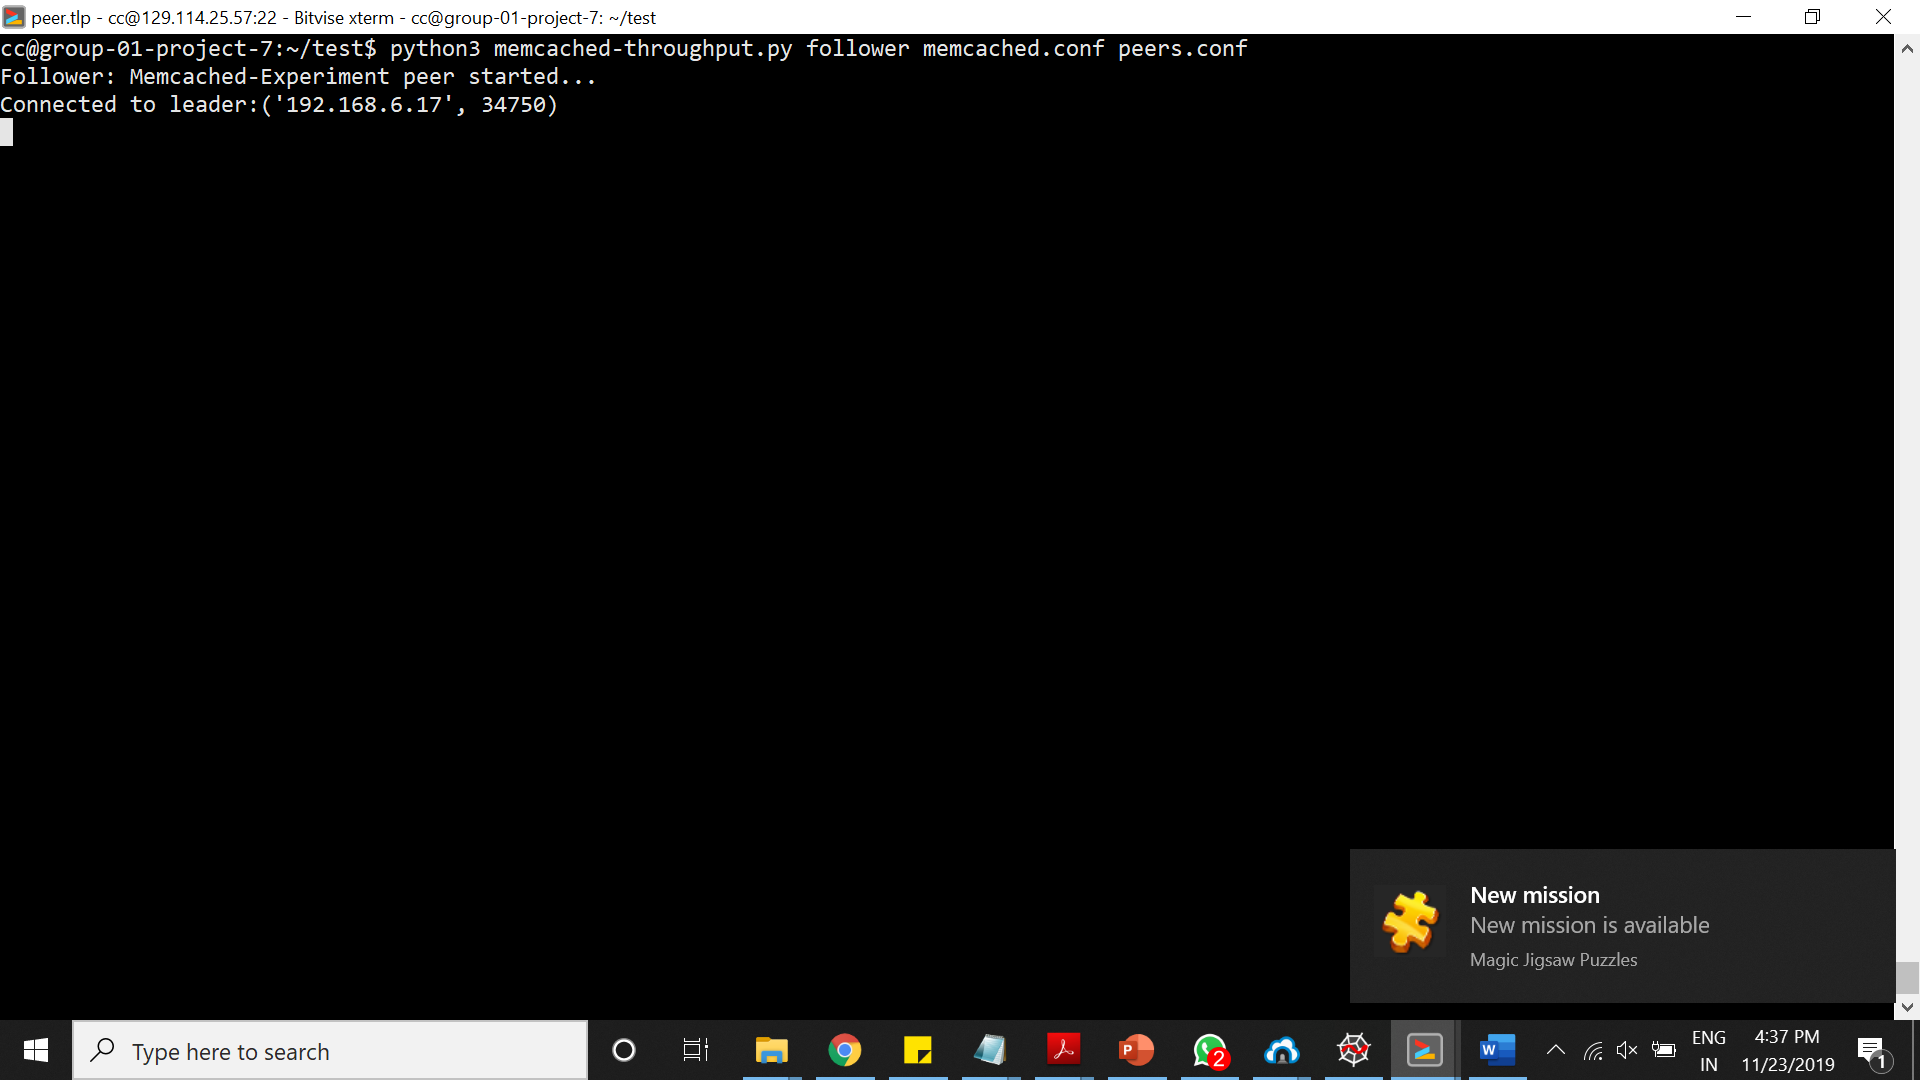 peer.tlp - cc@129.114.25.57:22 - Bitvise xterm - cc@group-01-project-7: ~/test
cc@group-01-project-7:~/test$ python3 memcached-throughput.py follower memcached.conf peers.conf
Follower: Memcached-Experiment peer started...
Connected to leader:('192.168.6.17', 34750)
New mission
New mission is available
Magic Jigsaw Puzzles
Type here to search
P
2
W
ENG
IN
4:37 PM
11/23/2019
1